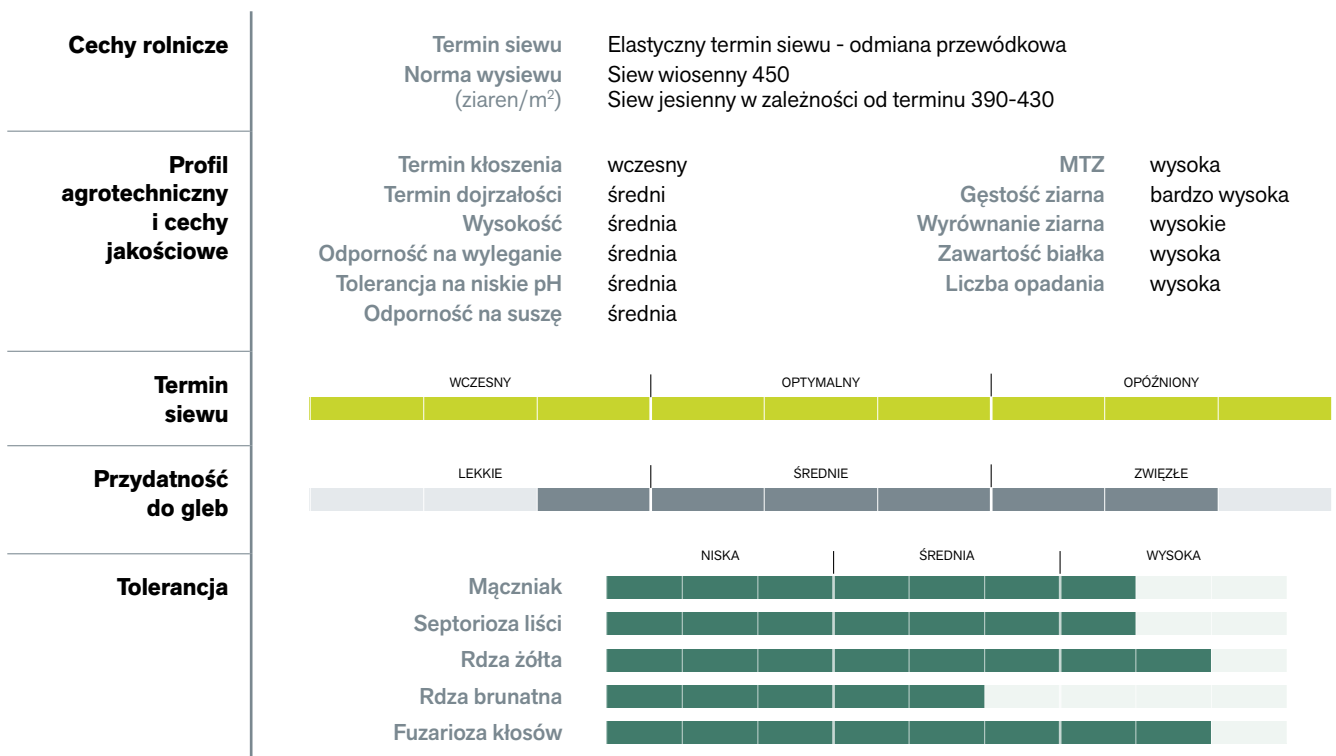 Cechy rolnicze
Termin siewu Elastyczny termin siewu - odmiana przewódkowa
Norma wysiewu Siew wiosenny 450
(ziaren/m²) Siew jesienny w zależności od terminu 390-430
Profil
agrotechniczny
i cechy
jakościowe
Termin kłoszenia wczesny
Termin dojrzałości średni
Wysokość średnia
Odporność na wyleganie średnia
Tolerancja na niskie pH średnia
Odporność na suszę średnia
MTZ wysoka
Gęstość ziarna bardzo wysoka
Wyrównanie ziarna wysokie
Zawartość białka wysoka
Liczba opadania wysoka
Termin
siewu
WCZESNY OPTYMALNY OPÓŹNIONY
Przydatność
do gleb
LEKKIE ŚREDNIE ZWIĘZŁE
Tolerancja
NISKA ŚREDNIA WYSOKA
Mączniak
Septorioza liści
Rdza żółta
Rdza brunatna
Fuzarioza kłosów